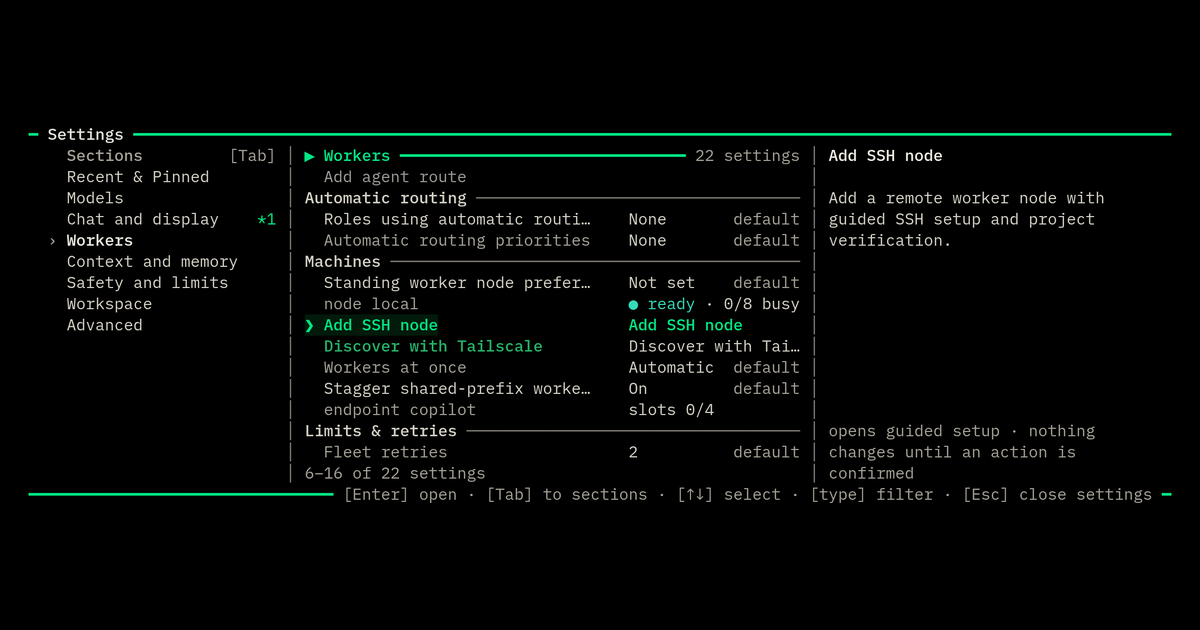 Settings
Sections [Tab] ▶ Workers 22 settings Add SSH node
Recent & Pinned Add agent route
Models Automatic routing Add a remote worker node with
Chat and display *1 Roles using automatic routi… None default guided SSH setup and project
› Workers Automatic routing priorities None default verification.
Context and memory Machines
Safety and limits Standing worker node prefer… Not set default
Workspace node local ● ready · 0/8 busy
Advanced ❯ Add SSH node Add SSH node
Discover with Tailscale Discover with Tai…
Workers at once Automatic default
Stagger shared-prefix worke… On default
endpoint copilot slots 0/4
Limits & retries opens guided setup · nothing
Fleet retries 2 default changes until an action is
6–16 of 22 settings confirmed
[Enter] open · [Tab] to sections · [↑↓] select · [type] filter · [Esc] close settings